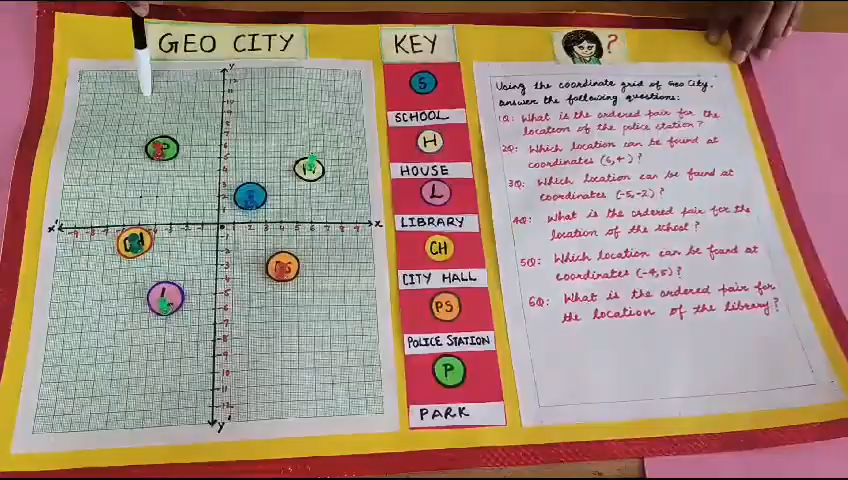 GEO CITY
KEY
?
S
SCHOOL
H
HOUSE
L
LIBRARY
CH
CITY HALL
PS
POLICE STATION
P
PARK
Using the coordinate grid of Geo City.
answer the following questions:
1Q: What is the ordered pair for the
location of the police station?
2Q: Which location can be found at
coordinates (6,4)?
3Q: Which location can be found at
coordinates (-5,-2)?
4Q: What is the ordered pair for the
location of the school?
5Q: Which location can be found at
coordinates (-4,5)?
6Q: What is the ordered pair for
the location of the library?
y
x'
x
y'